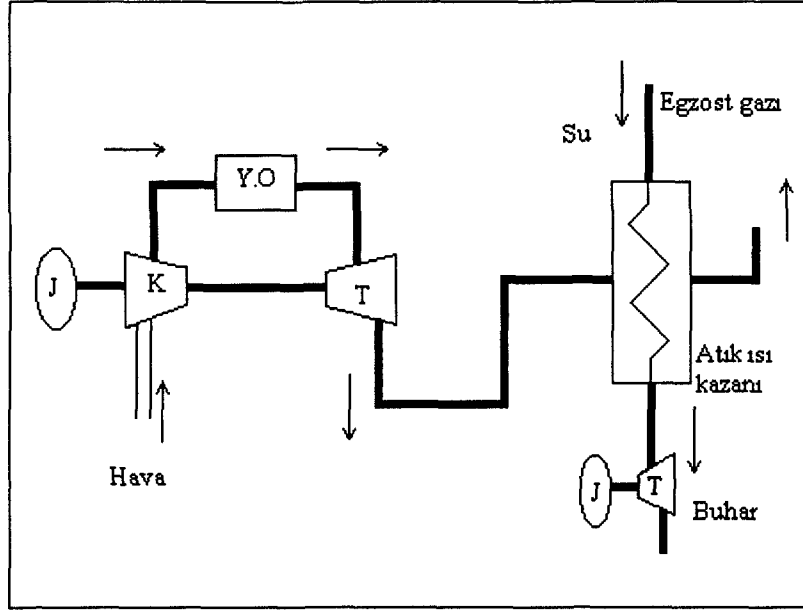 Egzost gazı
Su
Y.O
J
K
T
Atık ısı
kazanı
Hava
J
T
Buhar